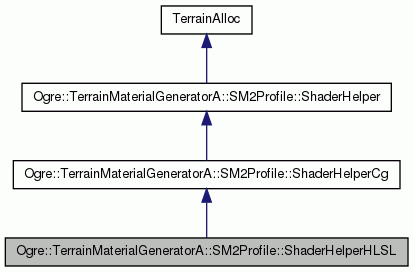 TerrainAlloc
Ogre::TerrainMaterialGeneratorA::SM2Profile::ShaderHelper
Ogre::TerrainMaterialGeneratorA::SM2Profile::ShaderHelperCg
Ogre::TerrainMaterialGeneratorA::SM2Profile::ShaderHelperHLSL